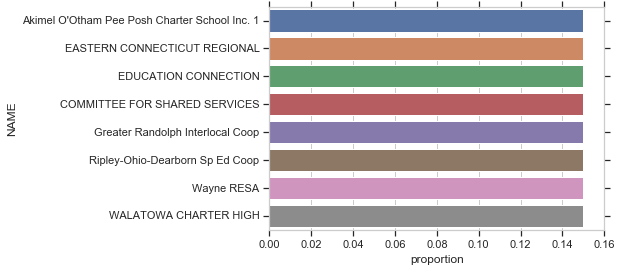 Akimel O'Otham Pee Posh Charter School Inc. 1
EASTERN CONNECTICUT REGIONAL
EDUCATION CONNECTION
COMMITTEE FOR SHARED SERVICES
Greater Randolph Interlocal Coop
Ripley-Ohio-Dearborn Sp Ed Coop
Wayne RESA
WALATOWA CHARTER HIGH
NAME
0.00 0.02 0.04 0.06 0.08 0.10 0.12 0.14 0.16
proportion